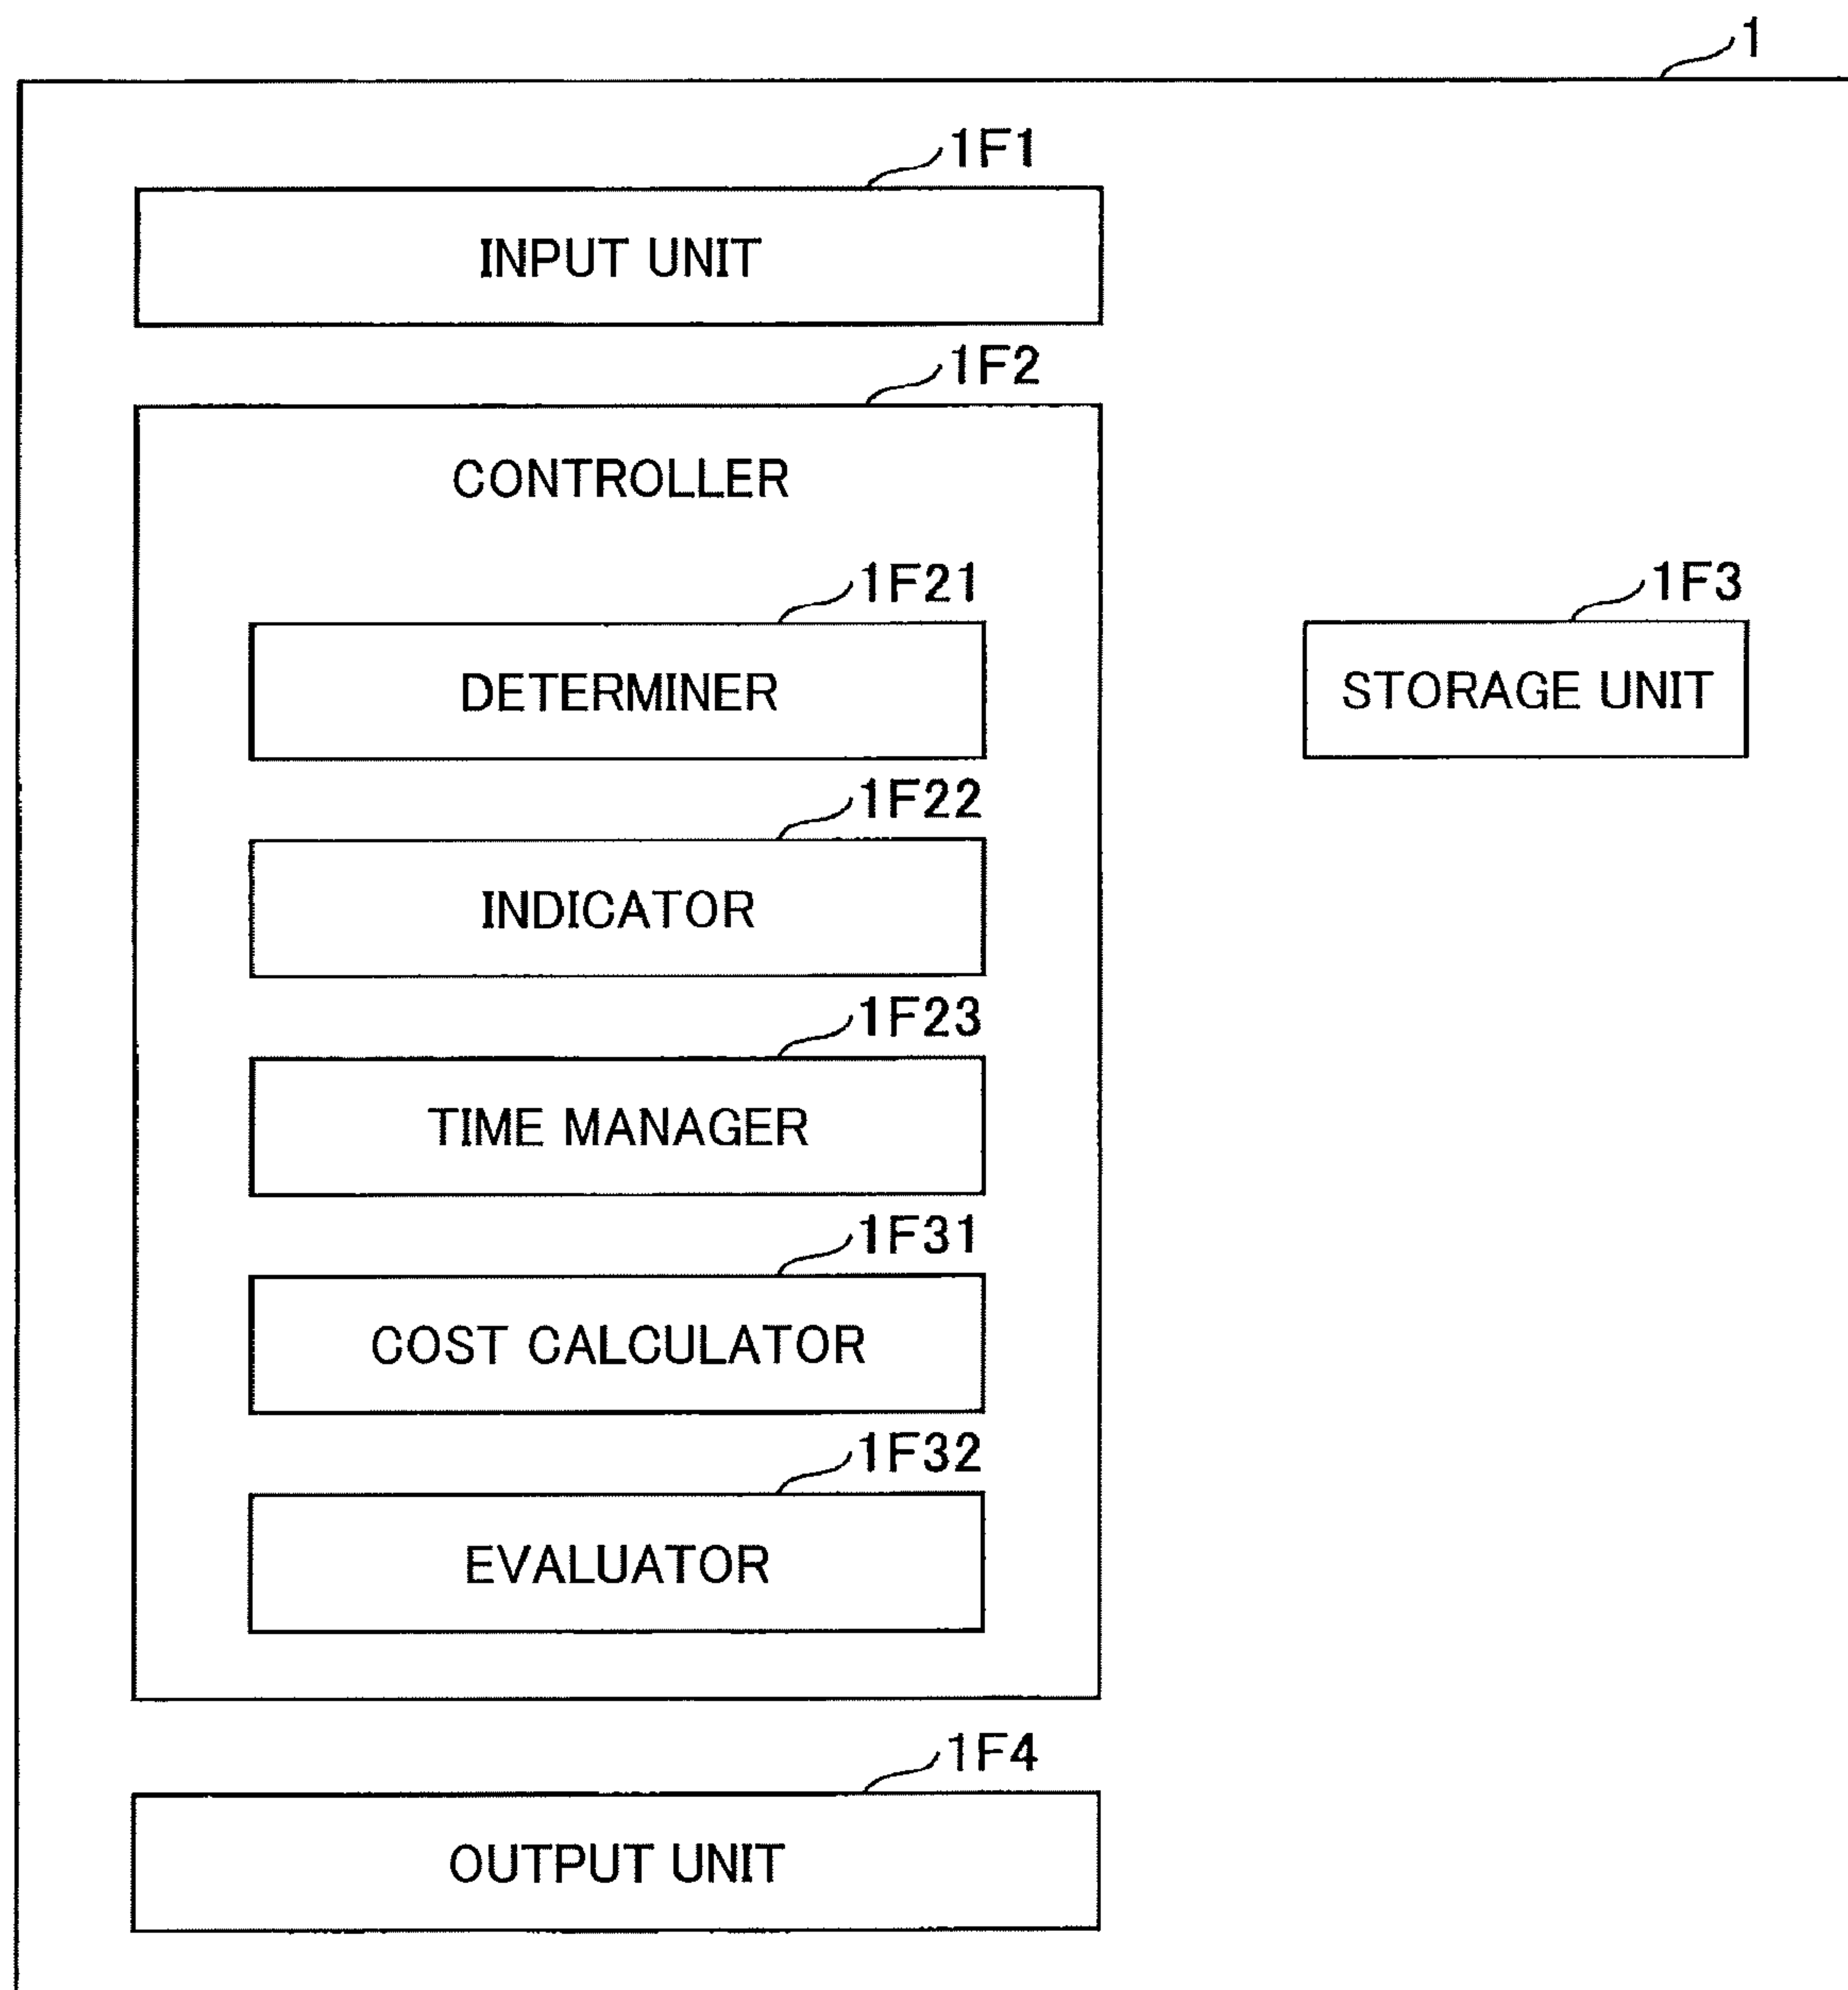 1
1F1
INPUT UNIT
1F2
CONTROLLER
1F21
DETERMINER
1F3
STORAGE UNIT
1F22
INDICATOR
1F23
TIME MANAGER
1F31
COST CALCULATOR
1F32
EVALUATOR
1F4
OUTPUT UNIT